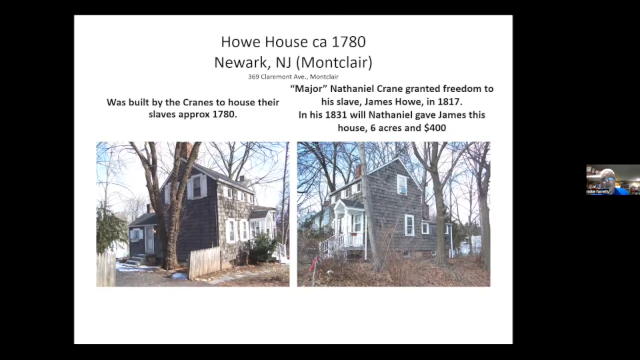 Howe House ca 1780
Newark, NJ (Montclair)
369 Claremont Ave., Montclair
Was built by the Cranes to house their
slaves approx 1780.
“Major” Nathaniel Crane granted freedom to
his slave, James Howe, in 1817.
In his 1831 will Nathaniel gave James this
house, 6 acres and $400